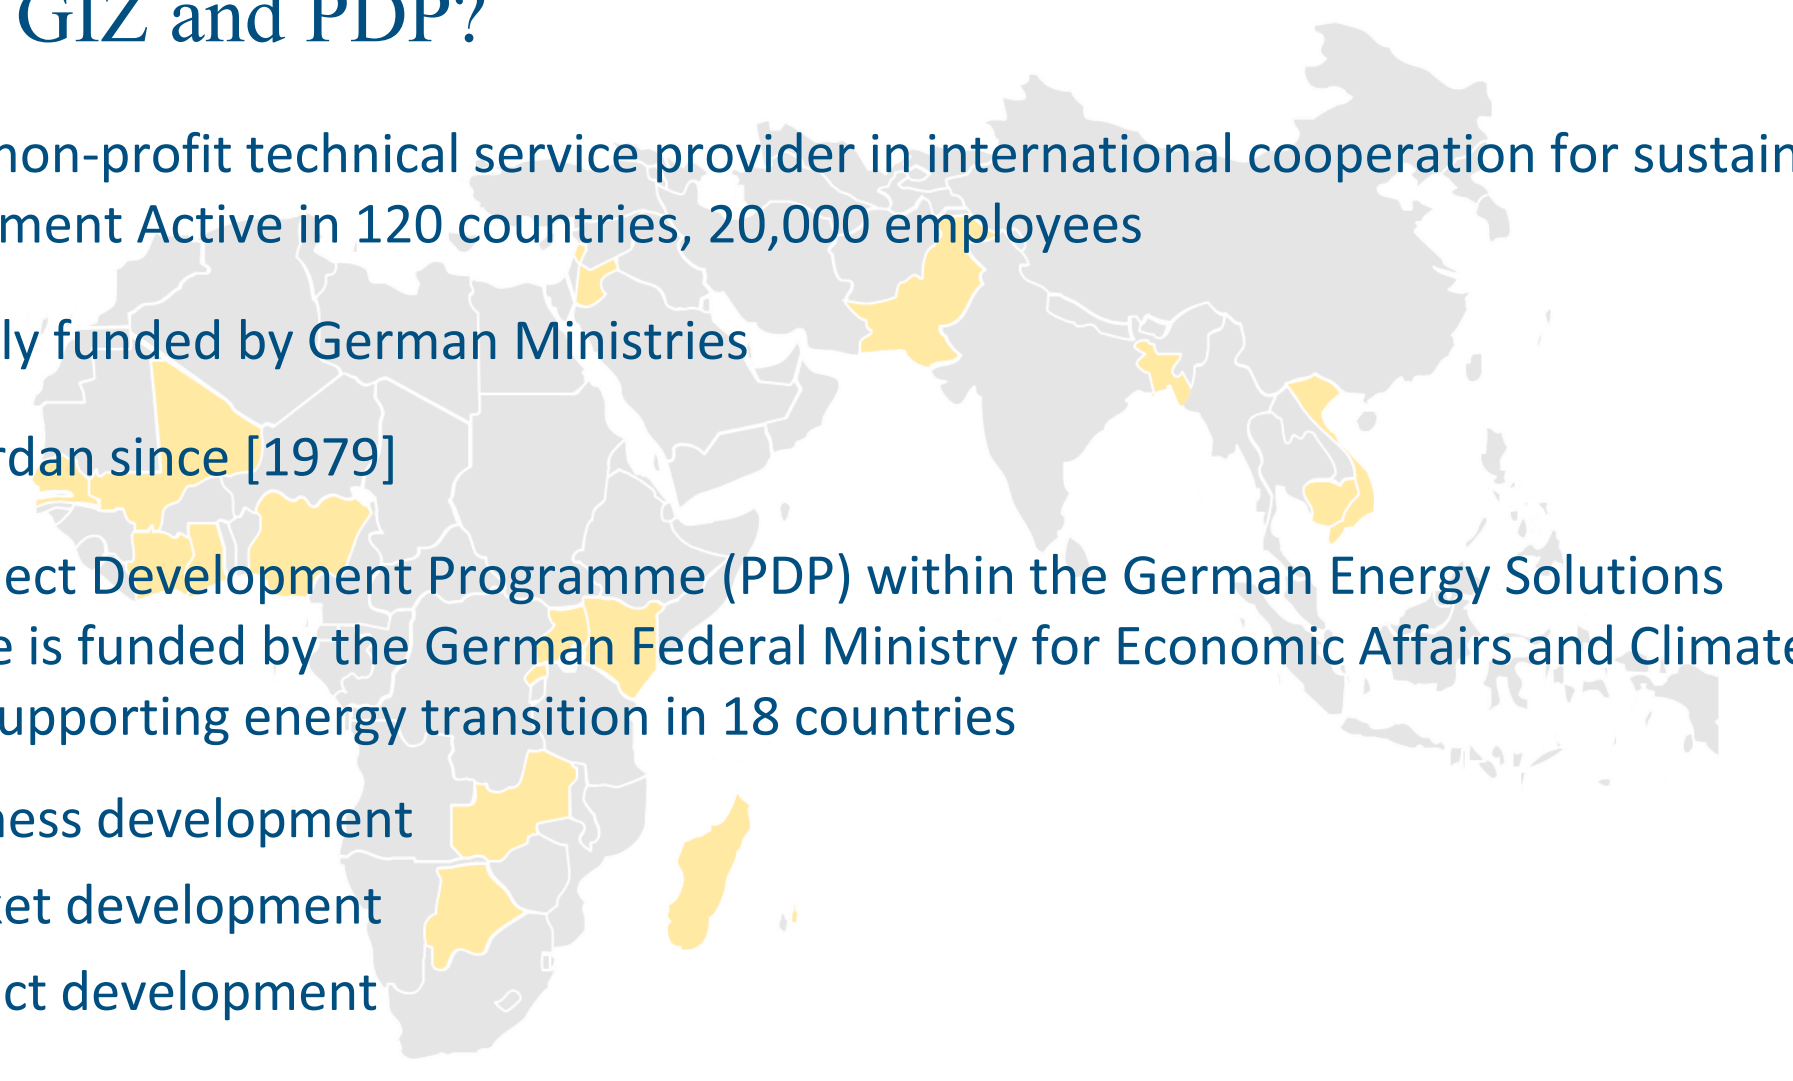 GIZ and PDP?
non-profit technical service provider in international cooperation for sustain
ment Active in 120 countries, 20,000 employees
ly funded by German Ministries
rdan since [1979]
ject Development Programme (PDP) within the German Energy Solutions
e is funded by the German Federal Ministry for Economic Affairs and Climate
upporting energy transition in 18 countries
ness development
ket development
ct development